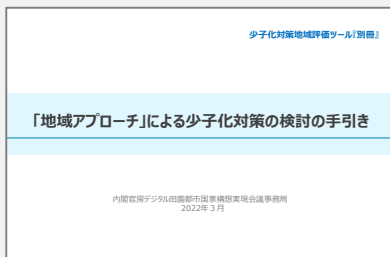 少子化対策地域評価ツール『別冊』
「地域アプローチ」による少子化対策の検討の手引き
内閣官房デジタル田園都市国家構想実現会議事務局
2022年3月